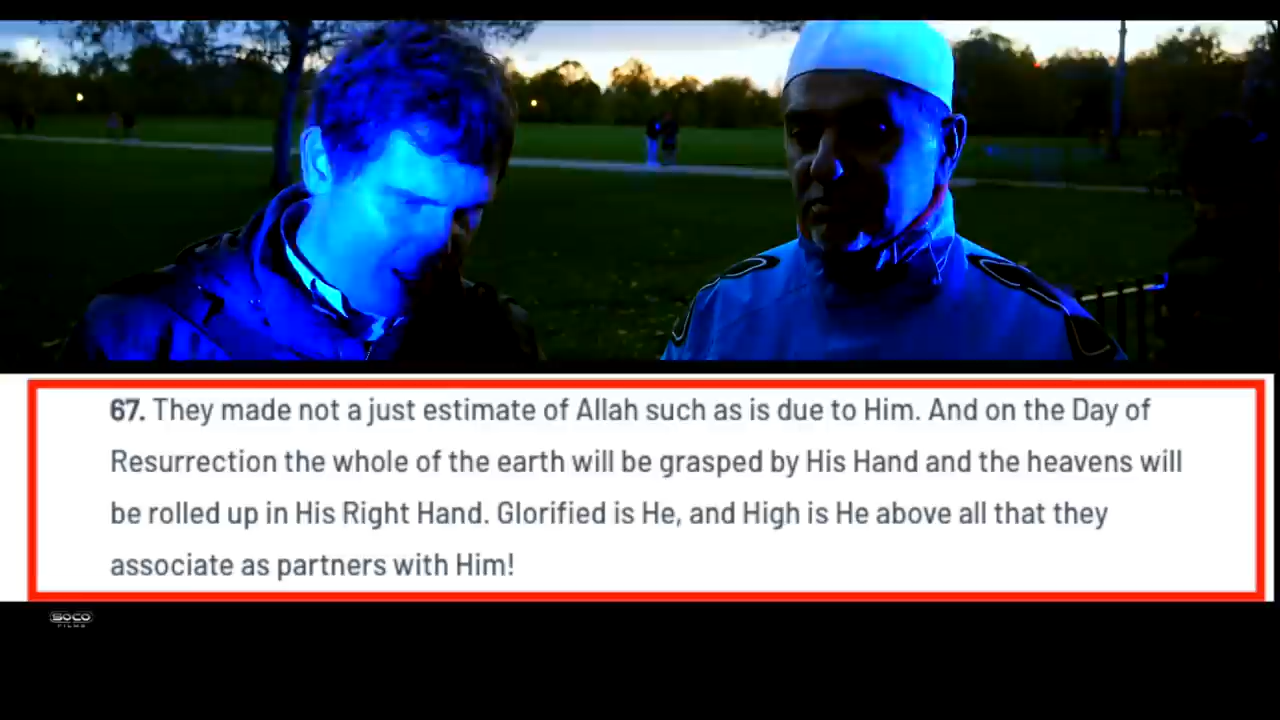 67. They made not a just estimate of Allah such as is due to Him. And on the Day of
Resurrection the whole of the earth will be grasped by His Hand and the heavens will
be rolled up in His Right Hand. Glorified is He, and High is He above all that they
associate as partners with Him!
SOCO
FILMS